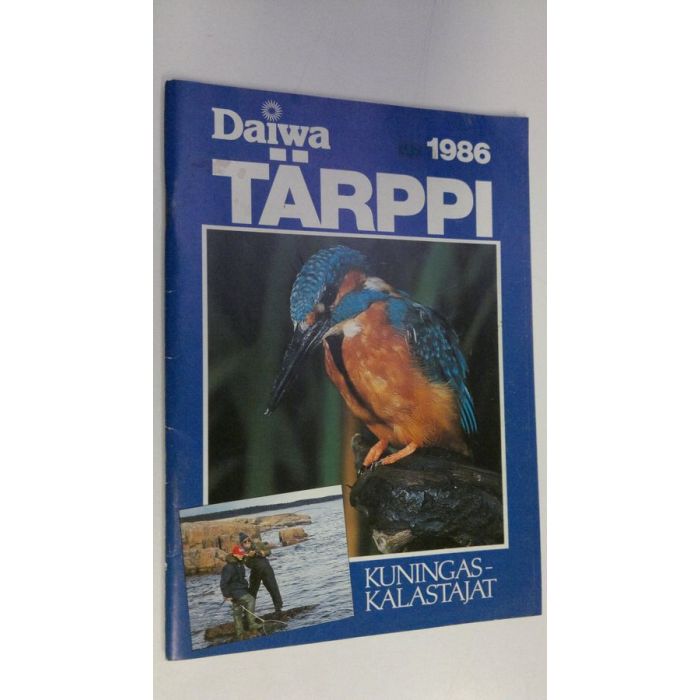 Daiwa
1986
TÄRPPI
KUNINGAS-
KALASTAJAT